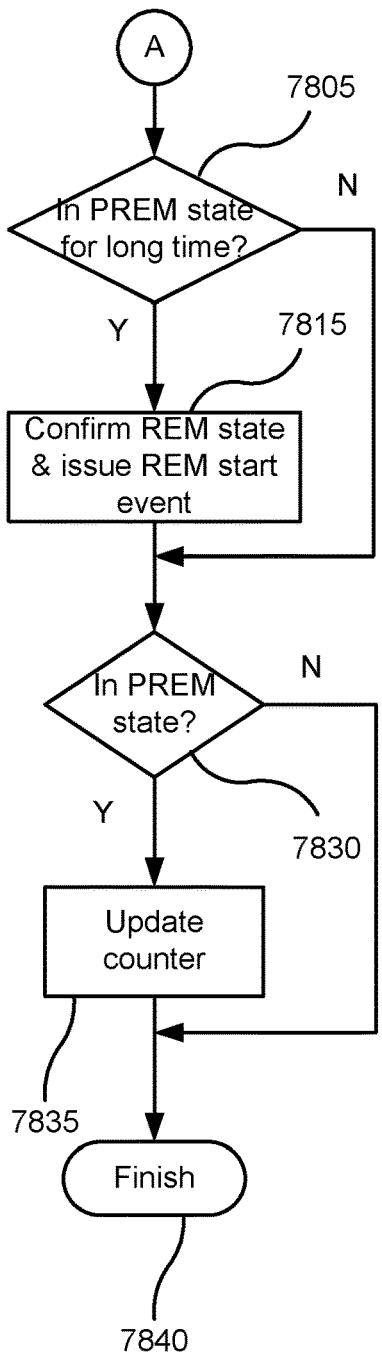 A
7805
In PREM state
for long time?
N
Y
7815
Confirm REM state
& issue REM start
event
In PREM
state?
N
Y
7830
Update
counter
7835
Finish
7840